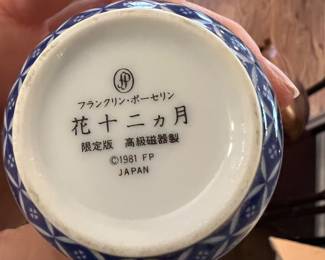 FP
フランクリン・ポーセリン
花十二ヵ月
限定版 高級磁器製
©1981 FP
JAPAN